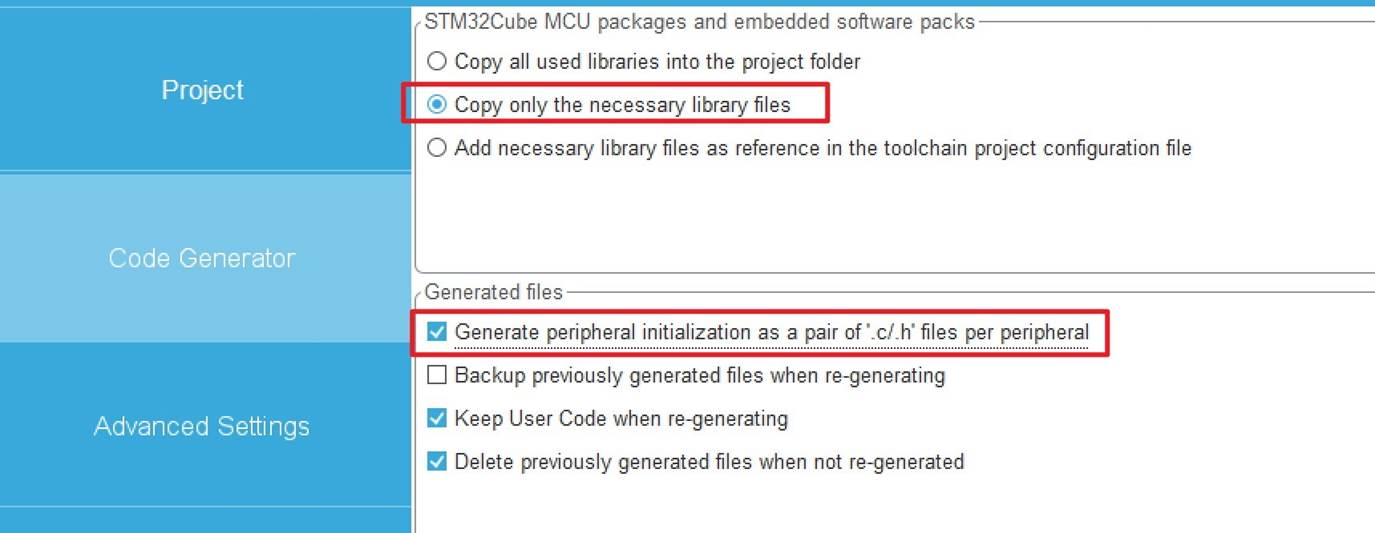 STM32Cube MCU packages and embedded software packs
Copy all used libraries into the project folder
Project
Copy only the necessary library files
Add necessary library files as reference in the toolchain project configuration file
Code Generator
Generated files
Generate peripheral initialization as a pair of '.c/.h' files per peripheral
Backup previously generated files when re-generating
Keep User Code when re-generating
Advanced Settings
Delete previously generated files when not re-generated